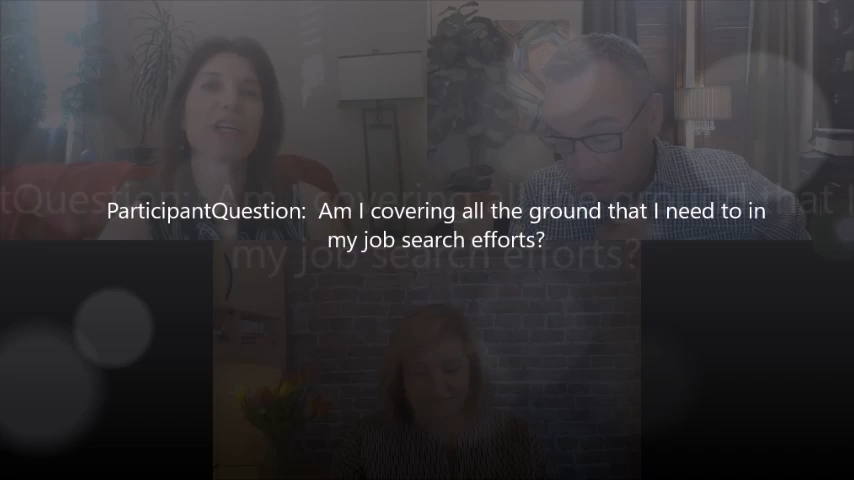 ParticipantQuestion:  Am I covering all the ground that I need to in
my job search efforts?